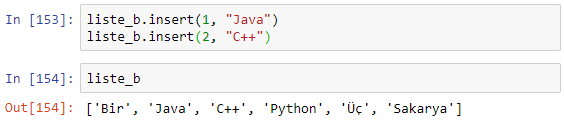 In [153]: liste_b.insert(1, "Java")
liste_b.insert(2, "C++")
In [154]: liste_b
Out[154]: ['Bir', 'Java', 'C++', 'Python', 'Üç', 'Sakarya']